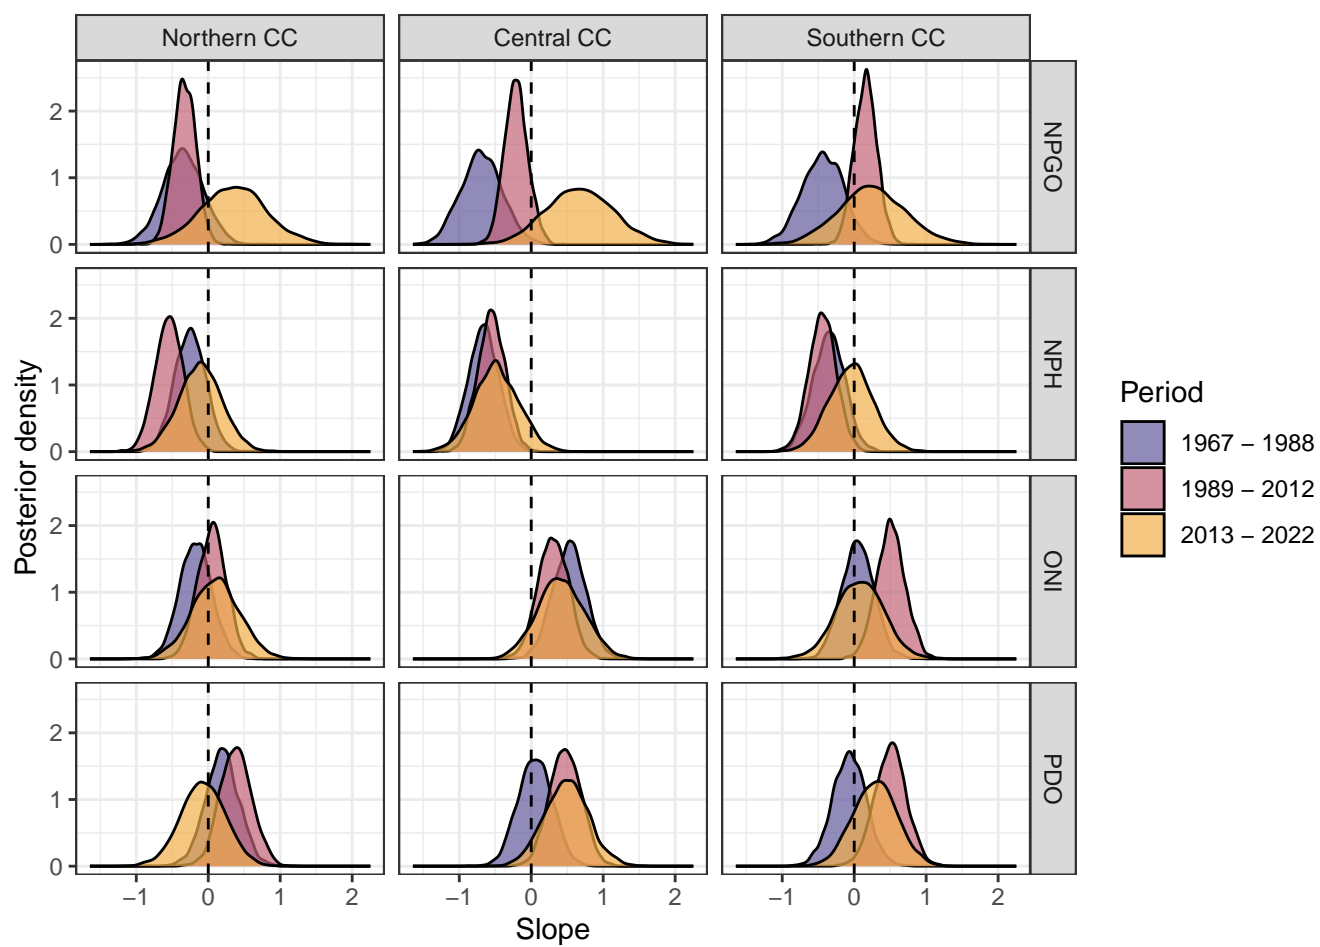 Northern CC Central CC Southern CC
2
1
0
NPGO
2
1
0
NPH
2
1
0
ONI
2
1
0
PDO
−1 0 1 2 −1 0 1 2 −1 0 1 2
Slope
Posterior density
Period
1967 − 1988
1989 − 2012
2013 − 2022